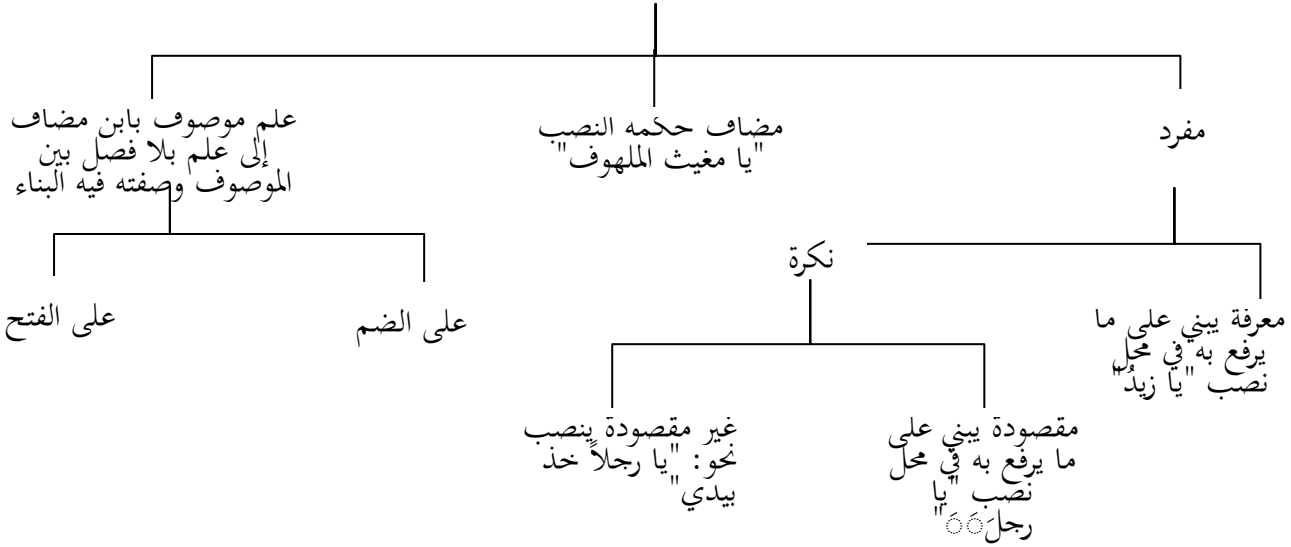 مفرد
مضاف حكمه النصب
"يا مغيث الملهوف"
علم موصوف بابن مضاف
إلى علم بلا فصل بين
الموصوف وصفته فيه البناء
نكرة
على الضم
على الفتح
معرفة يبني على ما
يرفع به في محل
نصب "يا زيدُ"
مقصودة يبني على
ما يرفع به في محل
نصب "يا
رجلَ◌َ◌َ"
غير مقصودة ينصب
نحو: "يا رجلاً خذ
بيدي"